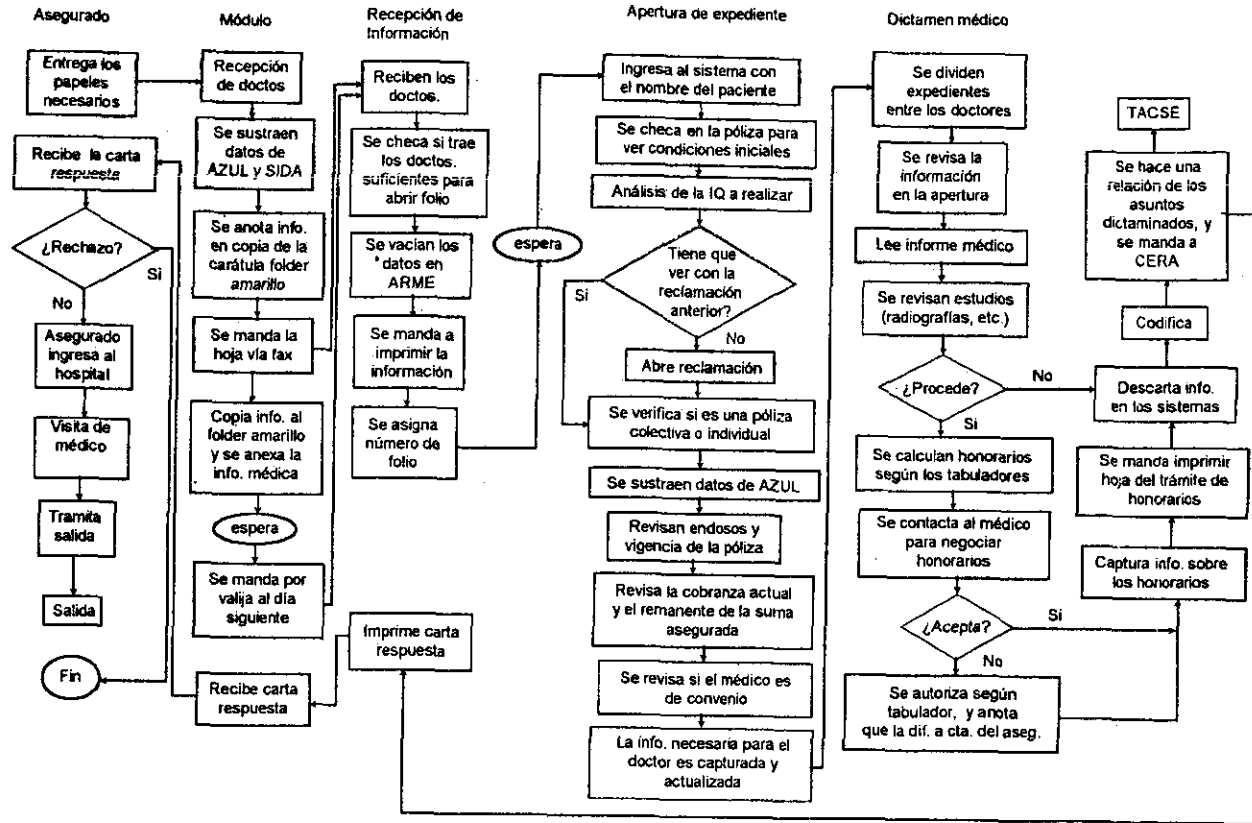 Asegurado
Módulo
Recepción de
Información
Apertura de expediente
Dictamen médico
Entrega los
papeles
necesarios
Recibe la carta
respuesta
¿Rechazo?
Si
No
Asegurado
ingresa al
hospital
Visita de
médico
Tramita
salida
Salida
Fin
Recepción
de doctos
Se sustraen
datos de
AZUL y SIDA
Se anota info.
en copia de la
carátula folder
amarillo
Se manda la
hoja vía fax
Copia info. al
folder amarillo
y se anexa la
info. médica
espera
Se manda por
valija al día
siguiente
Recibe carta
respuesta
Reciben los
doctos.
Se checa si trae
los doctos.
suficientes para
abrir folio
Se vacían los
datos en
ARME
Se manda a
imprimir la
información
Se asigna
número de
folio
Imprime carta
respuesta
espera
Ingresa al sistema con
el nombre del paciente
Se checa en la póliza para
ver condiciones iniciales
Análisis de la IQ a realizar
Tiene que
ver con la
reclamación
anterior?
Si
No
Abre reclamación
Se verifica si es una póliza
colectiva o individual
Se sustraen datos de AZUL
Revisan endosos y
vigencia de la póliza
Revisa la cobranza actual
y el remanente de la suma
asegurada
Se revisa si el médico es
de convenio
La info. necesaria para el
doctor es capturada y
actualizada
Se dividen
expedientes
entre los doctores
Se revisa la
información
en la apertura
Lee informe médico
Se revisan estudios
(radiografías, etc.)
¿Procede?
No
Si
Se calculan honorarios
según los tabuladores
Se contacta al médico
para negociar
honorarios
¿Acepta?
Si
No
Se autoriza según
tabulador, y anota
que la dif. a cta. del aseg.
TACSE
Se hace una
relación de los
asuntos
dictaminados, y
se manda a
CERA
Codifica
Descarta info.
en los sistemas
Se manda imprimir
hoja del trámite de
honorarios
Captura info. sobre
los honorarios